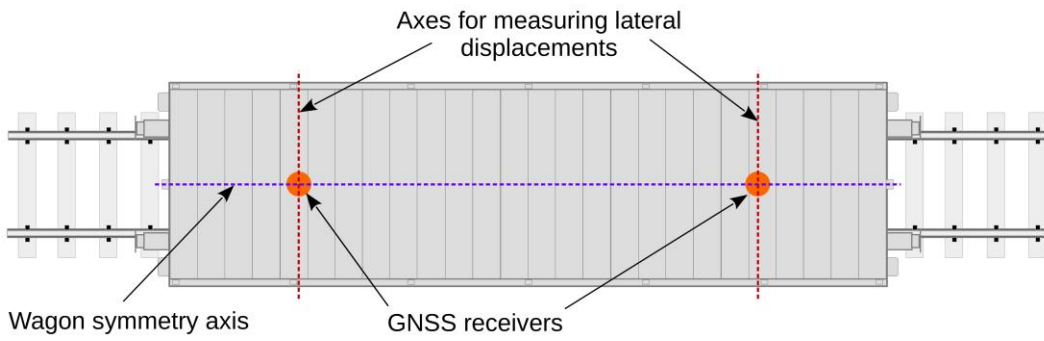 Axes for measuring lateral
displacements
Wagon symmetry axis
GNSS receivers